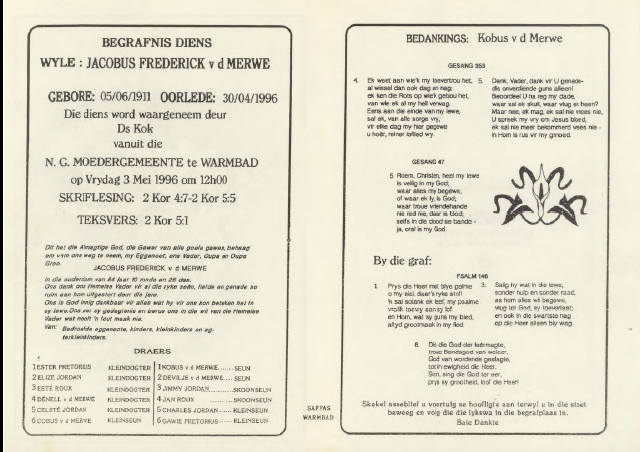 BEGRAFNIS DIENS
WYLE : JACOBUS FREDERICK v d MERWE
GEBORE: 05/06/1911 OORLEDE: 30/04/1996
Die diens word waargeneem deur
Ds Kok
vanuit die
N. G. MOEDERGEMEENTE te WARMBAD
op Vrydag 3 Mei 1996 om 12h00
SKRIFLESING: 2 Kor 4:7-2 Kor 5:5
TEKSVERS: 2 Kor 5:1
Dit het die Almagtige God, die Gewer van alle goeie gawes, behaag
om van ons weg te neem, my Eggenoot, ons Vader, Oupa en Oupa
Groo.
JACOBUS FREDERICK v d MERWE
In die ouderdom van 84 jaar 10 mnde en 26 dae.
Ons dank ons Hemelse Vader vir al die ryke seën, liefde en genade so
ruim aan hom uitgestort deur die jare.
Ons is God innig dankbaar vir alles wat hy vir ons kon beteken het in
sy lewe. Ons eer sy gedagtenis en berus ons in die wil van die Hemelse
Vader wat nooit 'n fout maak nie.
Van: Bedroefde eggenote, kinders, kleinkinders en ag-
terkleinkinders.
DRAERS
1 ESTER PRETORIUS KLEINDOGTER
2 ELIZE JORDAN KLEINDOGTER
3 ESTÉ ROUX KLEINDOGTER
4 DÉNELL v d MERWE KLEINDOGTER
5 CELSTÉ JORDAN KLEINDOGTER
6 COBUS v d MERWE KLEINSEUN
1 KOBUS v d MERWE..... SEUN
2 DEVILJE v d MERWE..... SEUN
3 JIMMY JORDAN.......... SKOONSEUN
4 JAN ROUX ................SKOONSEUN
5 CHARLES JORDAN..... KLEINSEUN
6 GAWIE PRETORIUS...... KLEINSEUN
SAFFAS
WARMBAD
BEDANKINGS: Kobus v d Merwe
GESANG 353
4. Ek weet aan wie'k my toevertrou het,
al wissel dan ook dag en nag;
ek ken die Rots op wie'k gebou het,
van wie ek al my heil verwag.
Eens aan die einde van my lewe,
sal ek, van alle sorge vry,
vir elke dag my hier gegewe
u hoër, reiner loflied wy.
5. Dank, Vader, dank vir U genade-
die onverdiende guns alleen!
Beoordeel U na reg my dade,
waar sal ek skuil, waar vlug ek heen?
Maar nee, ek mag, ek sal nie vrees nie,
U spreek my vry om Jesus bloed,
ek sal nie meer bekommerd vees nie -
in Hom is rus vir my gmoed.
GESANG 47
5 Roem, Christen, heel my lewe
is veilig in my God;
waar alles my begewe,
of waar ek ly, is God;
waar troue vriendehande
nie red nie, daar is God;
selfs in die dood se bande -
ja, oral is my God.
By die graf:
PSALM 146
1 Prys die Heer met blye galme
o my siel, daar's ryke stof!
'k sal solank ek leef, my psalme
vrolik toewy aan sy lof
en Hom, wat sy guns my bied,
altyd grootmaak in my lied.
3. Salig hy wat in die lewe,
sonder hulp en sonder raad,
as hom alles wil begewe,
vlug tot God, sy toeverlaat;
en ook in die swartste nag
op die Heer alleen bly wag.
8. Dis die God der leërmagte,
troue Bondsgod van weleer,
God van wordende geslagte,
tot in ewigheid die Heer.
Sion, sing die God ter eer,
prys sy grootheid, loof die Heer!
Skakel asseblief u voertuig se hoofligte aan terwyl u in die stoet
beweeg en volg die die lykswa in die begrafplaas in.
Baie Dankie